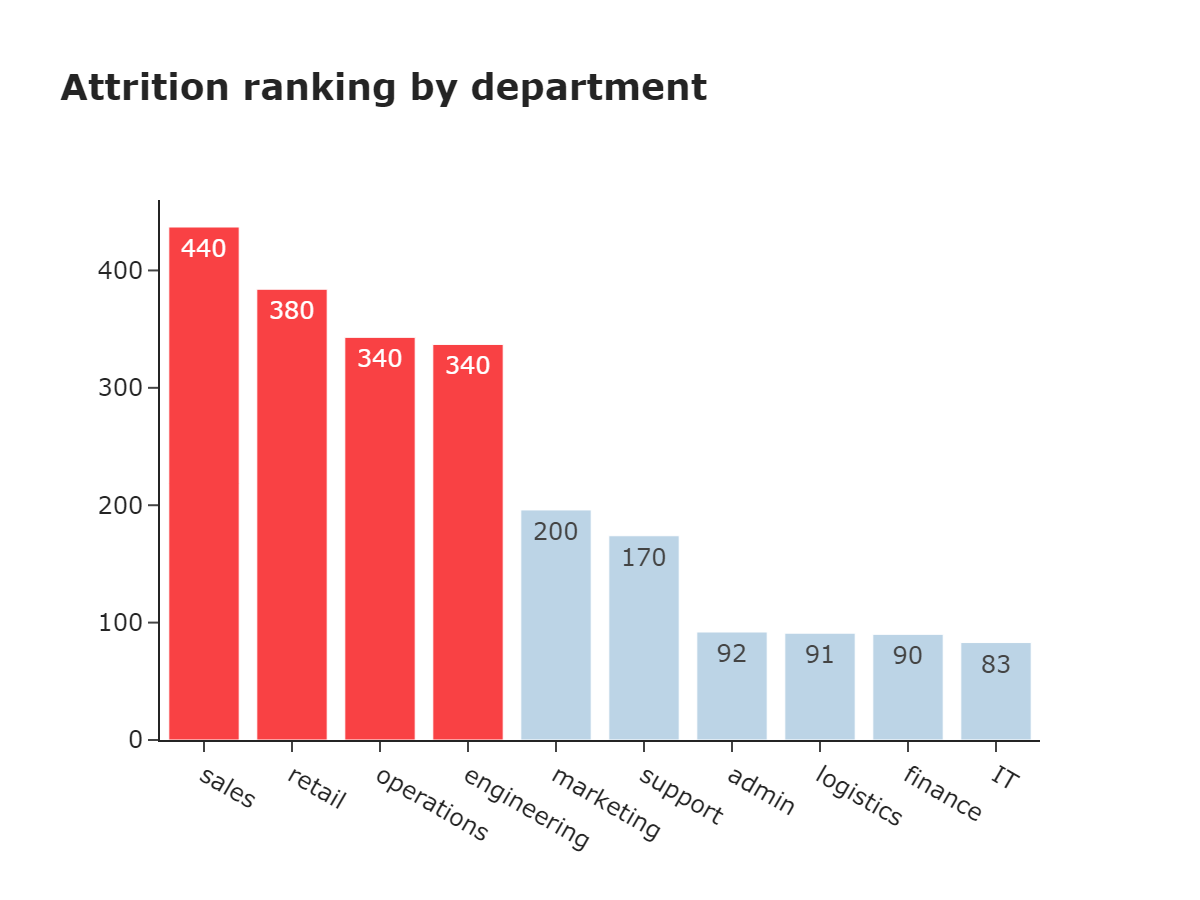 Attrition ranking by department
440
380
340
340
200
170
92
91
90
83
400
300
200
100
0
sales
retail
operations
engineering
marketing
support
admin
logistics
finance
IT